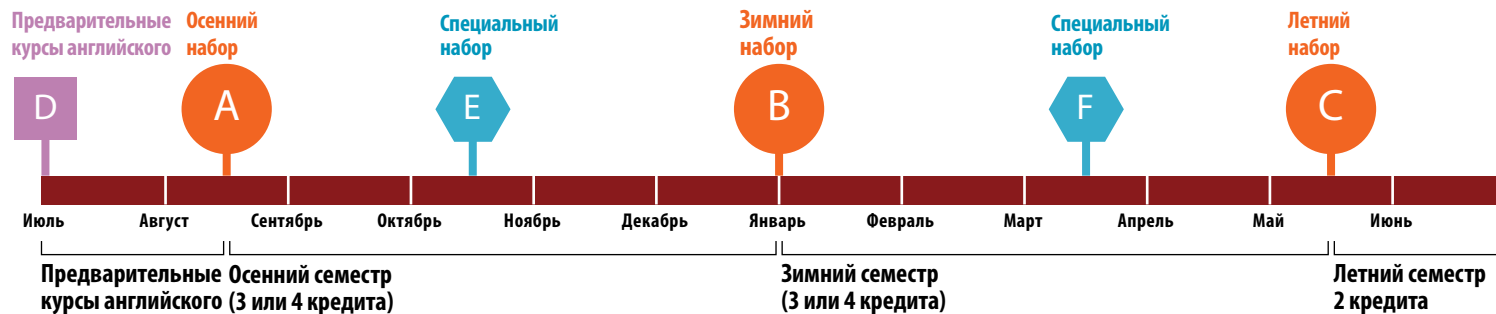 Предварительные
курсы английского
Осенний
набор
Специальный
набор
Зимний
набор
Специальный
набор
Летний
набор
D
A
E
B
F
C
Июль
Август
Сентябрь
Октябрь
Ноябрь
Декабрь
Январь
Февраль
Март
Апрель
Май
Июнь
Предварительные
курсы английского
Осенний семестр
(3 или 4 кредита)
Зимний семестр
(3 или 4 кредита)
Летний семестр
2 кредита